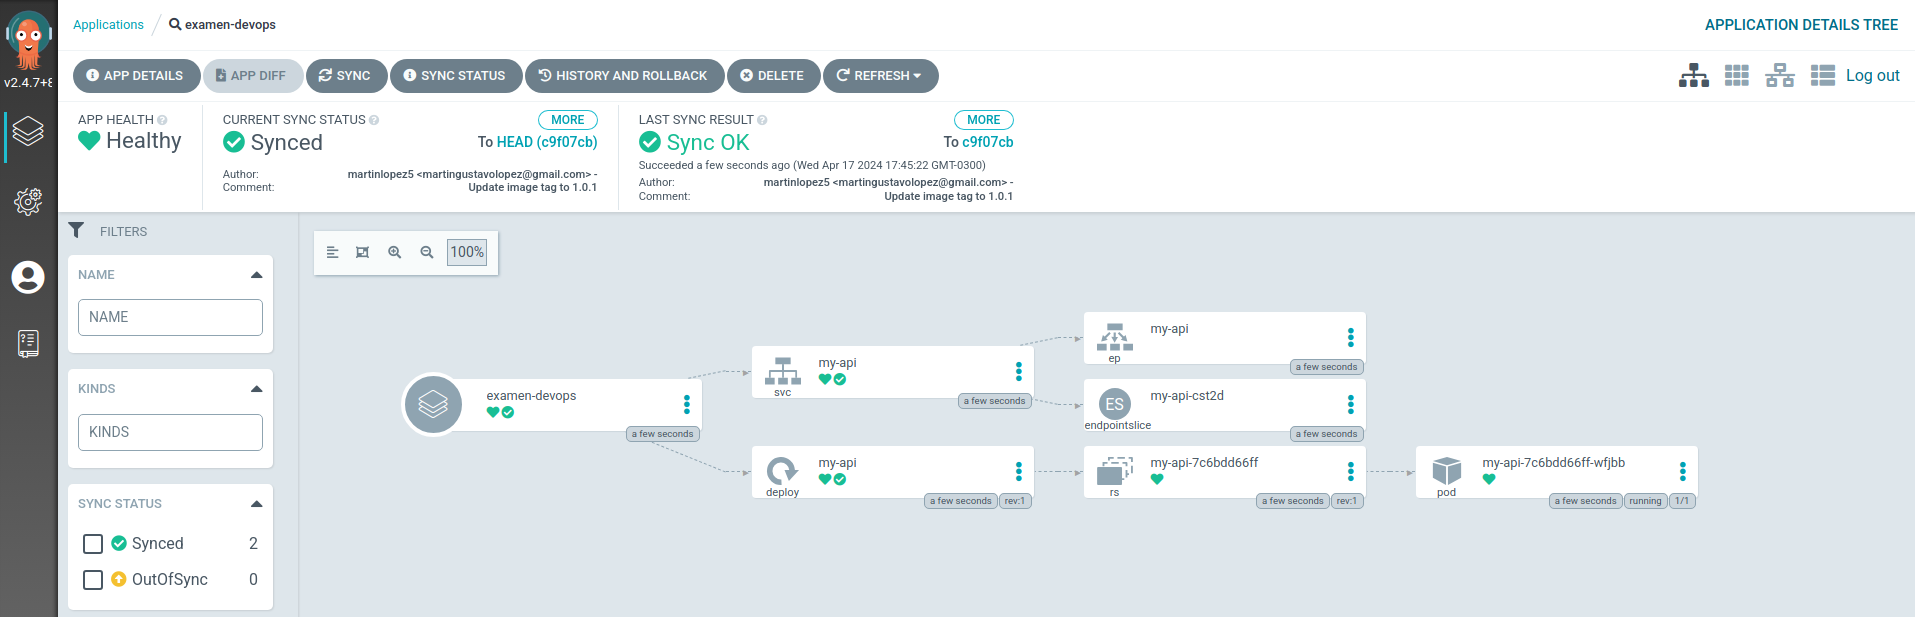 Applications / examen-devops
APPLICATION DETAILS TREE
v2.4.7+8
APP DETAILS
APP DIFF
SYNC
SYNC STATUS
HISTORY AND ROLLBACK
DELETE
REFRESH
Log out
APP HEALTH ?
Healthy
CURRENT SYNC STATUS ?
MORE
Synced
To HEAD (c9f07cb)
Author: martinlopez5 <martingustavolopez@gmail.com> -
Comment: Update image tag to 1.0.1
LAST SYNC RESULT ?
MORE
Sync OK
To c9f07cb
Succeeded a few seconds ago (Wed Apr 17 2024 17:45:22 GMT-0300)
Author: martinlopez5 <martingustavolopez@gmail.com> -
Comment: Update image tag to 1.0.1
FILTERS
NAME
NAME
KINDS
KINDS
SYNC STATUS
Synced 2
OutOfSync 0
100%
examen-devops
a few seconds
my-api
svc
a few seconds
my-api
ep
a few seconds
my-api-cst2d
ES
endpointslice
a few seconds
my-api
deploy
a few seconds rev:1
my-api-7c6bdd66ff
rs
a few seconds rev:1
my-api-7c6bdd66ff-wfjbb
pod
a few seconds running 1/1